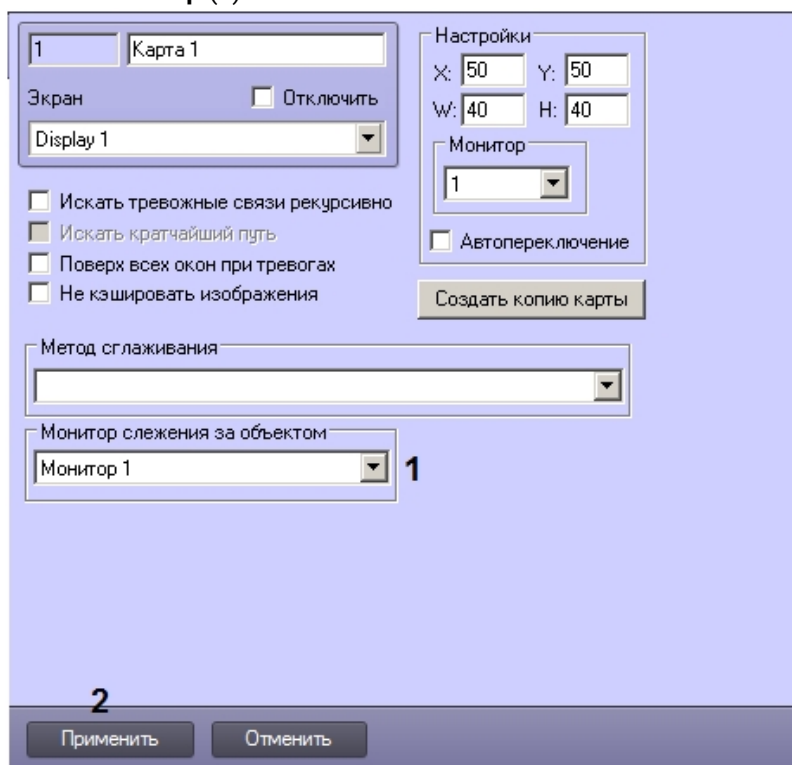 1 Карта 1
Экран Отключить
Display 1
Настройки
X: 50 Y: 50
W: 40 H: 40
Монитор
1
Автопереключение
Искать тревожные связи рекурсивно
Искать кратчайший путь
Поверх всех окон при тревогах
Не кэшировать изображения
Создать копию карты
Метод сглаживания
Монитор слежения за объектом
Монитор 1 1
2
Применить Отменить